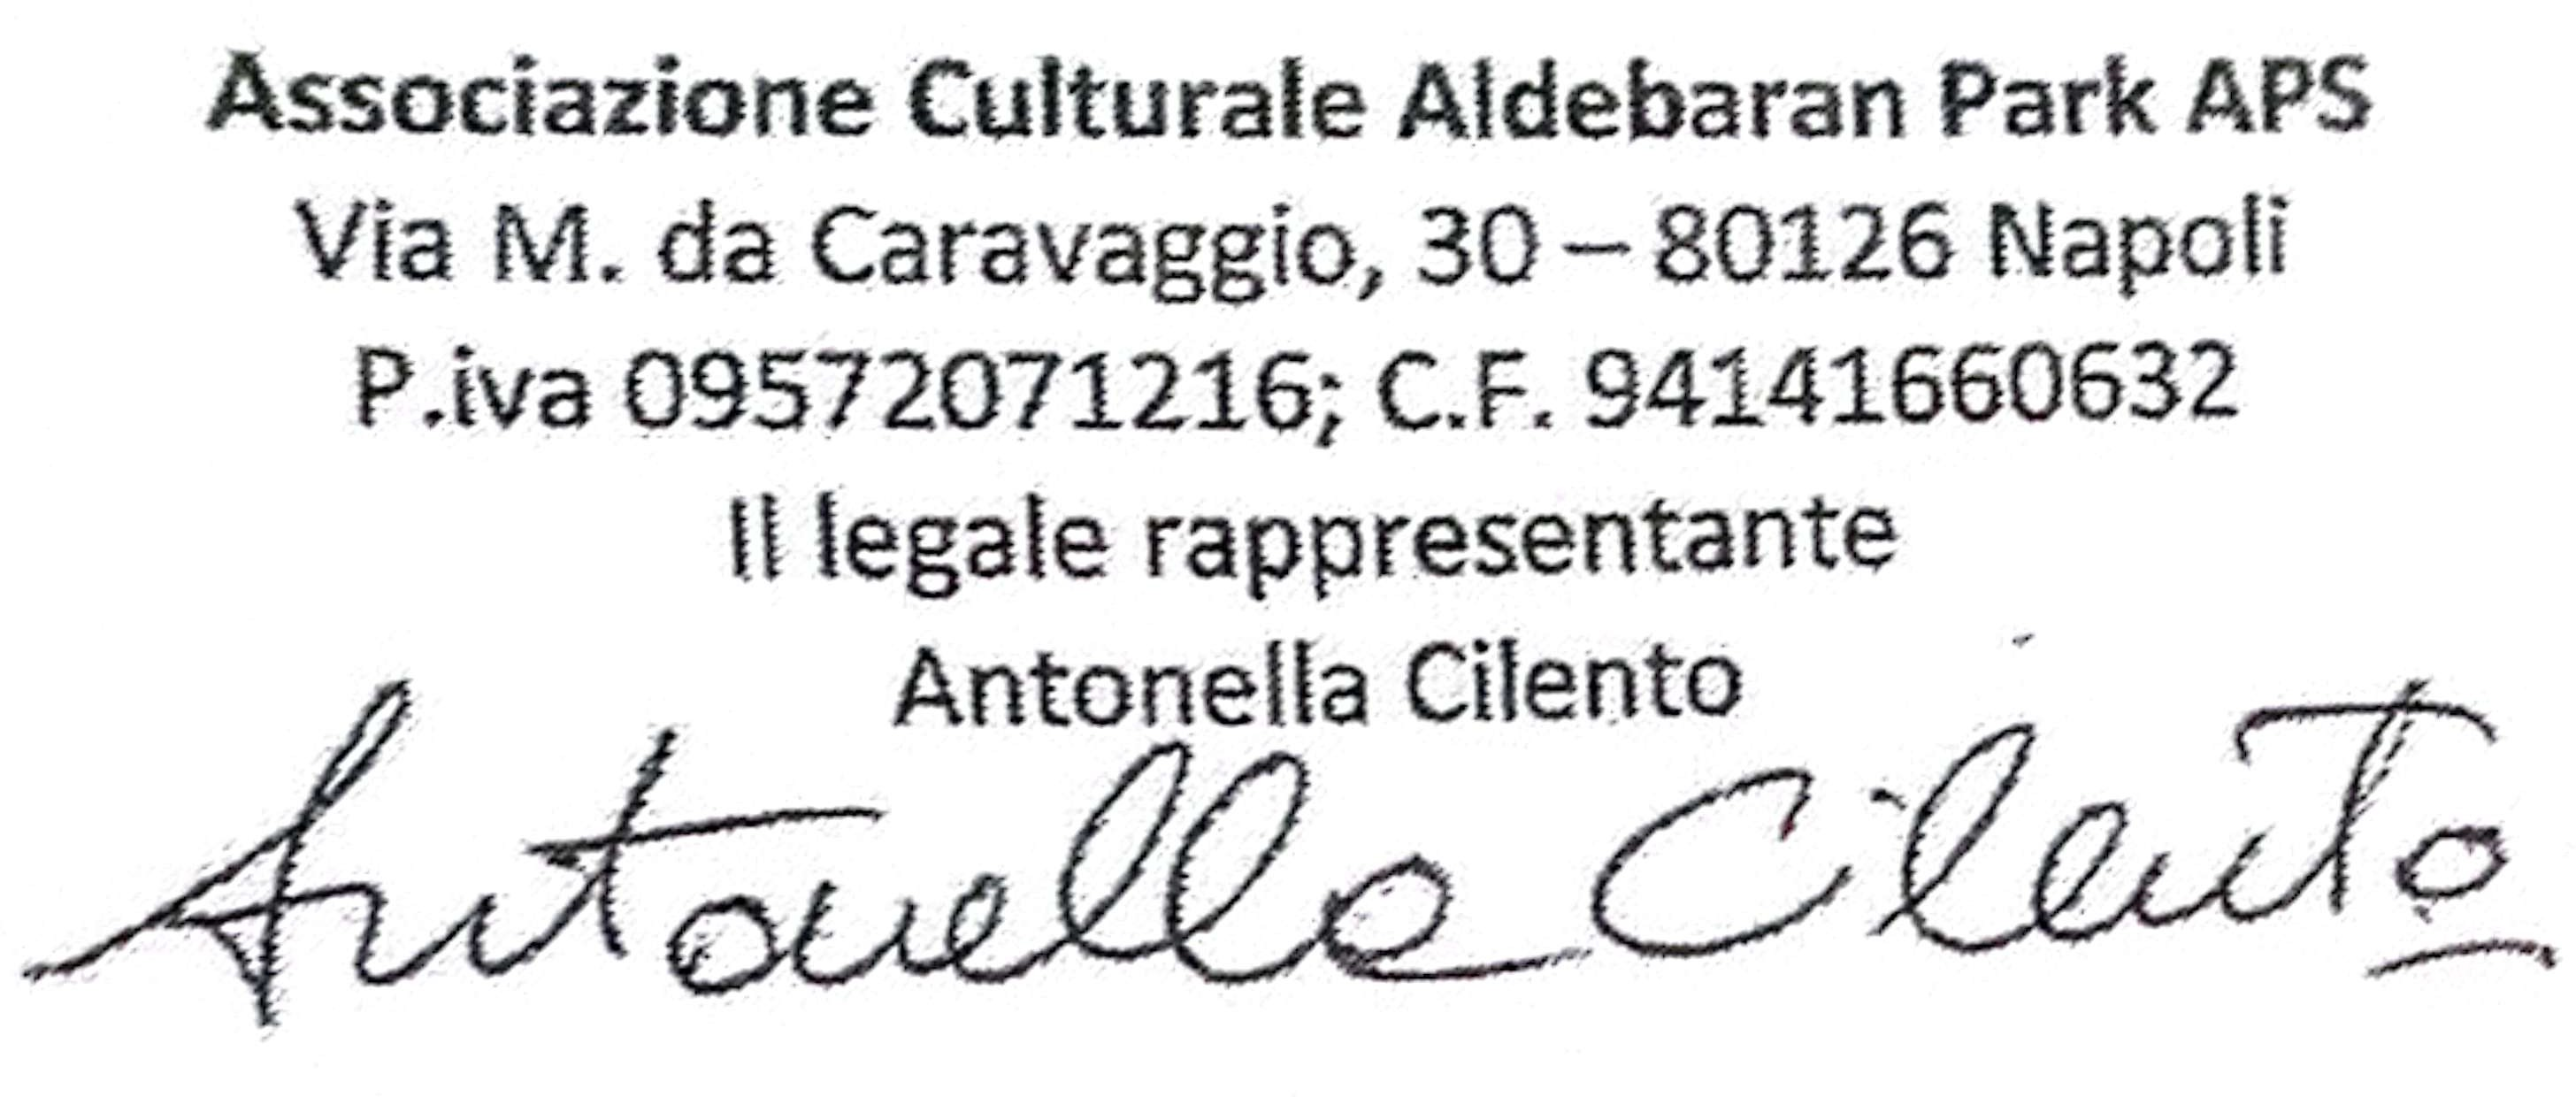 Associazione Culturale Aldebaran Park APS
Via M. da Caravaggio, 30 – 80126 Napoli
P.iva 09572071216; C.F. 94141660632
Il legale rappresentante
Antonella Cilento
Antonella Cilento